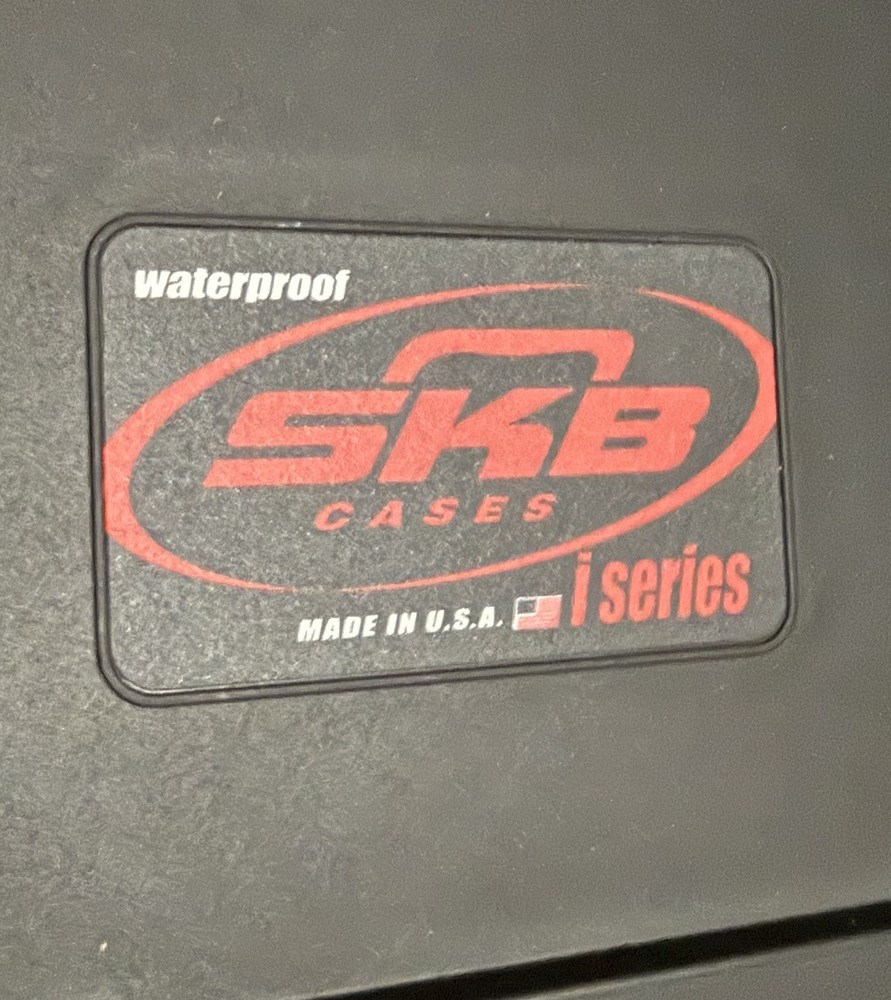 waterproof
SKB
CASES
i series
MADE IN U.S.A.